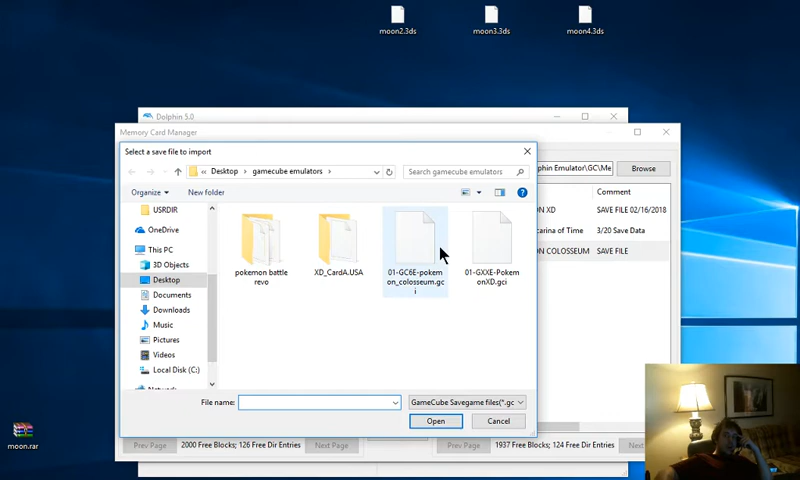 moon2.3ds
moon3.3ds
moon4.3ds
Dolphin 5.0
Memory Card Manager
Select a save file to import
« Desktop › gamecube emulators ›
Search gamecube emulators
phin Emulator\GC\Me
Browse
Organize
New folder
Comment
USRDIR
OneDrive
This PC
3D Objects
Desktop
Documents
Downloads
Music
Pictures
Videos
Local Disk (C:)
pokemon battle
revo
XD_CardA.USA
01-GC6E-pokem
on_colosseum.gc
i
01-GXXE-Pokem
onXD.gci
ON XD
SAVE FILE 02/16/2018
carina of Time
3/20 Save Data
ON COLOSSEUM
SAVE FILE
File name:
GameCube Savegame files(*.gc
Open
Cancel
Prev Page
2000 Free Blocks; 126 Free Dir Entries
Next Page
Prev Page
1937 Free Blocks; 124 Free Dir Entries
moon.rar